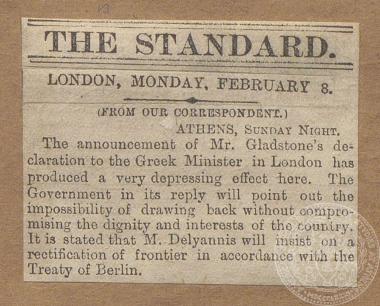 THE STANDARD.
LONDON, MONDAY, FEBRUARY 8.
(FROM OUR CORRESPONDENT.)
ATHENS, SUNDAY NIGHT.
The announcement of Mr. Gladstone's de-
claration to the Greek Minister in London has
produced a very depressing effect here. The
Government in its reply will point out the
impossibility of drawing back without compro-
mising the dignity and interests of the country.
It is stated that M. Delyannis will insist on a
rectification of frontier in accordance with the
Treaty of Berlin.